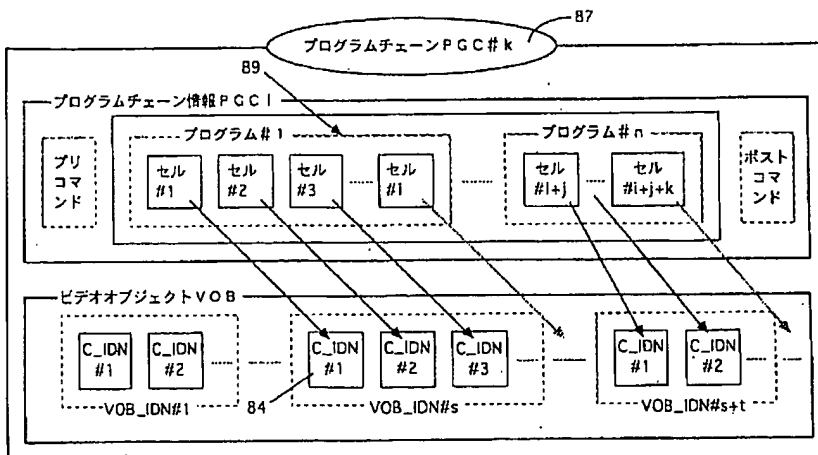 プログラムチェーンPGC#k
87
89
プログラムチェーン情報PGCI
プログラム#1
プログラム#n
プリ
コマ
ンド
セル
#1
セル
#2
セル
#3
……
セル
#1
……
セル
#l+j
……
セル
#i+j+k
ポスト
コマ
ンド
ビデオオブジェクトVOB
C_IDN
#1
C_IDN
#2
……
……
C_IDN
#1
C_IDN
#2
C_IDN
#3
……
……
C_IDN
#1
C_IDN
#2
……
……
VOB_IDN#1
84
VOB_IDN#s
VOB_IDN#s+t